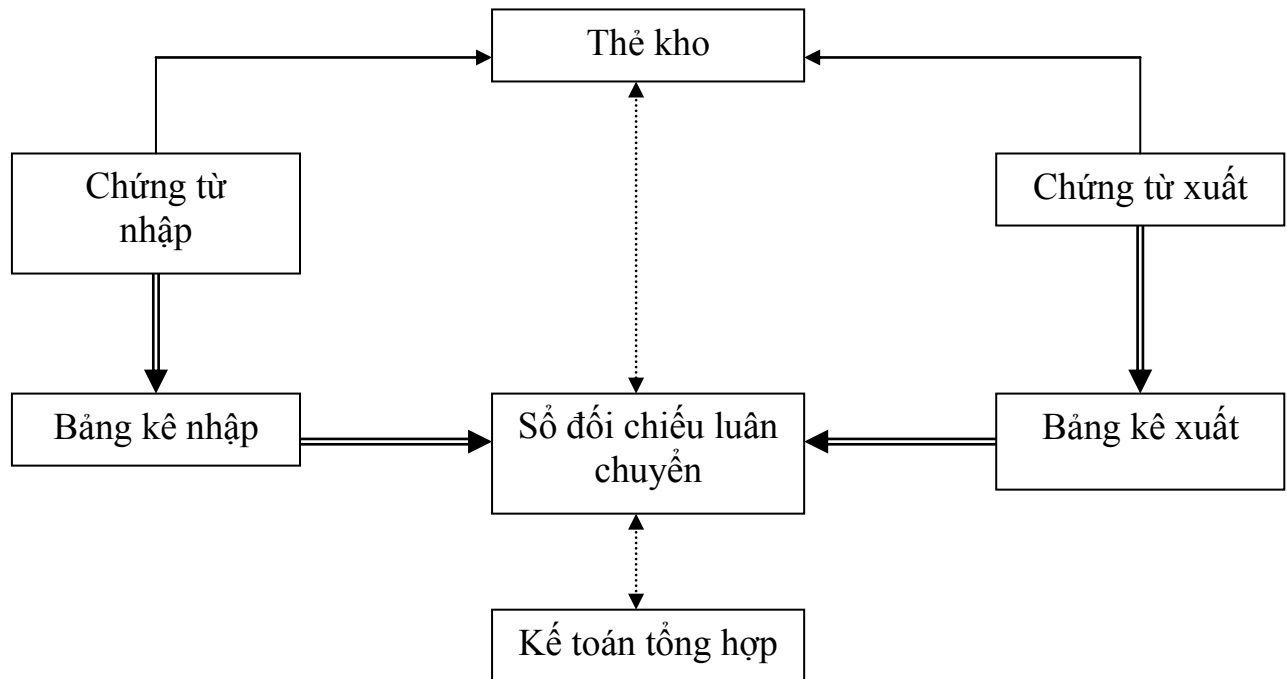 Thẻ kho
Chứng từ
nhập
Chứng từ xuất
Bảng kê nhập
Sổ đối chiếu luân
chuyển
Bảng kê xuất
Kế toán tổng hợp